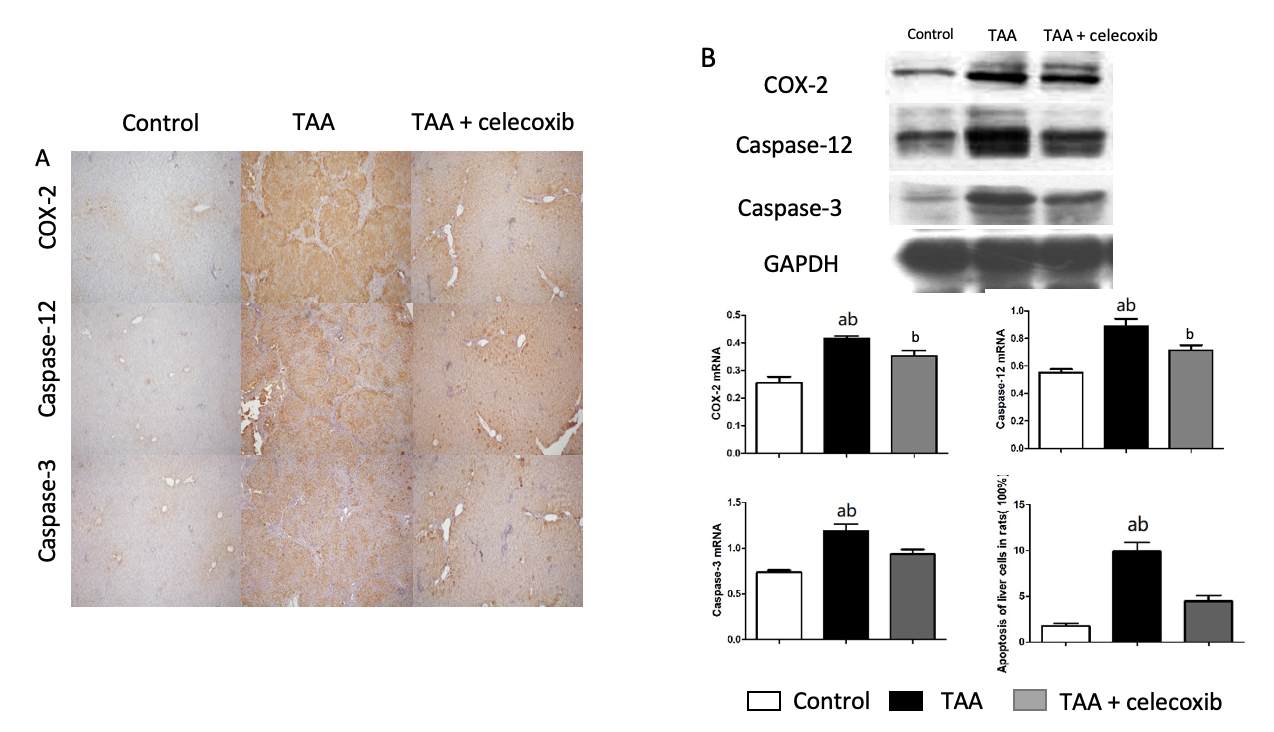 Control TAA TAA + celecoxib
A
COX-2
Caspase-12
Caspase-3
B
Control TAA TAA + celecoxib
COX-2
Caspase-12
Caspase-3
GAPDH
COX-2 mRNA
0.5
0.4
0.3
0.2
0.1
0.0
ab
b
Caspase-12 mRNA
1.0
0.8
0.6
0.4
0.2
0.0
ab
b
Caspase-3 mRNA
1.5
1.0
0.5
0.0
ab
Apoptosis of liver cells in rats( 100%)
15
10
5
0
ab
Control TAA TAA + celecoxib